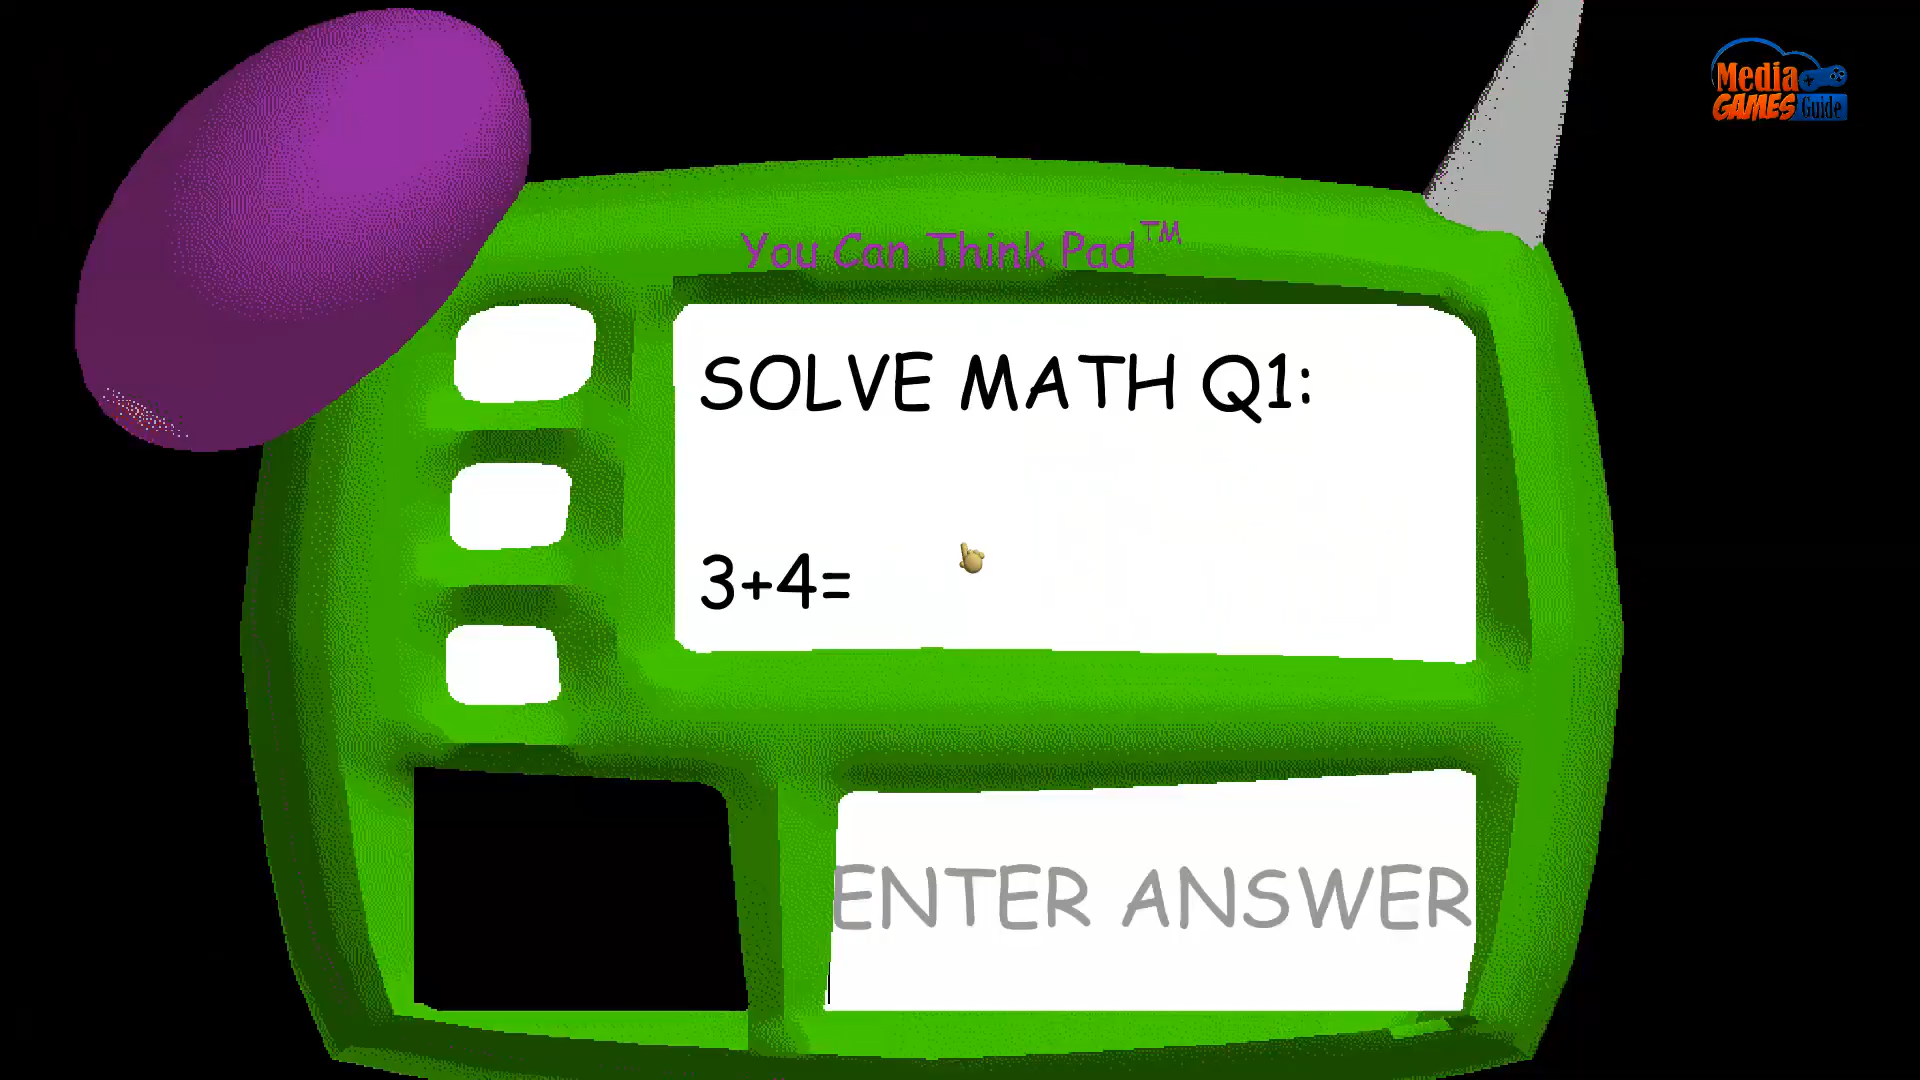 Media
GAMES Guide
You Can Think Pad™
SOLVE MATH Q1:
3+4=
ENTER ANSWER